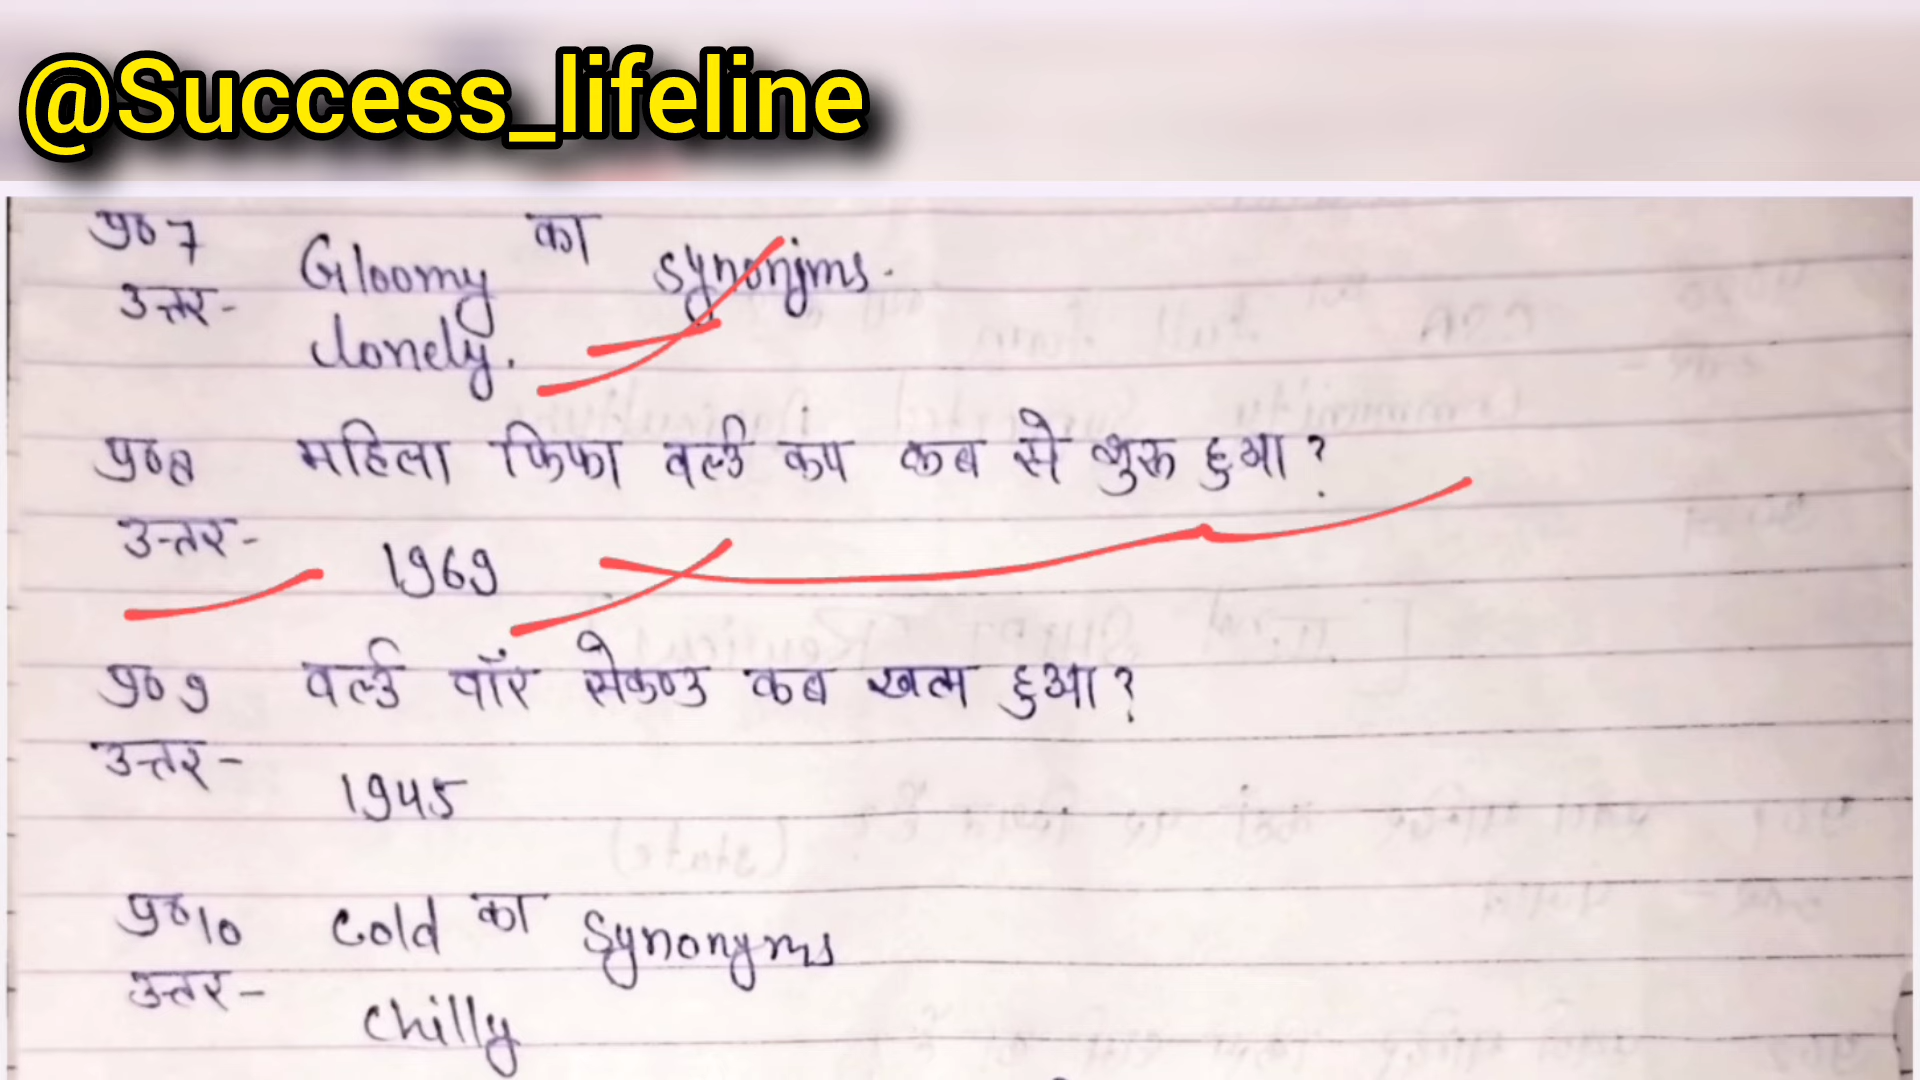 @Success_lifeline
प्र०7 Gloomy का synonyms.
उत्तर- lonely.
प्र०8 महिला फिफा वर्ल्ड कप कब से शुरू हुआ?
उत्तर- 1969
प्र०9 वर्ल्ड वॉर सेकण्ड कब खत्म हुआ?
उत्तर- 1945
प्र०10 cold का synonyms
उत्तर- chilly